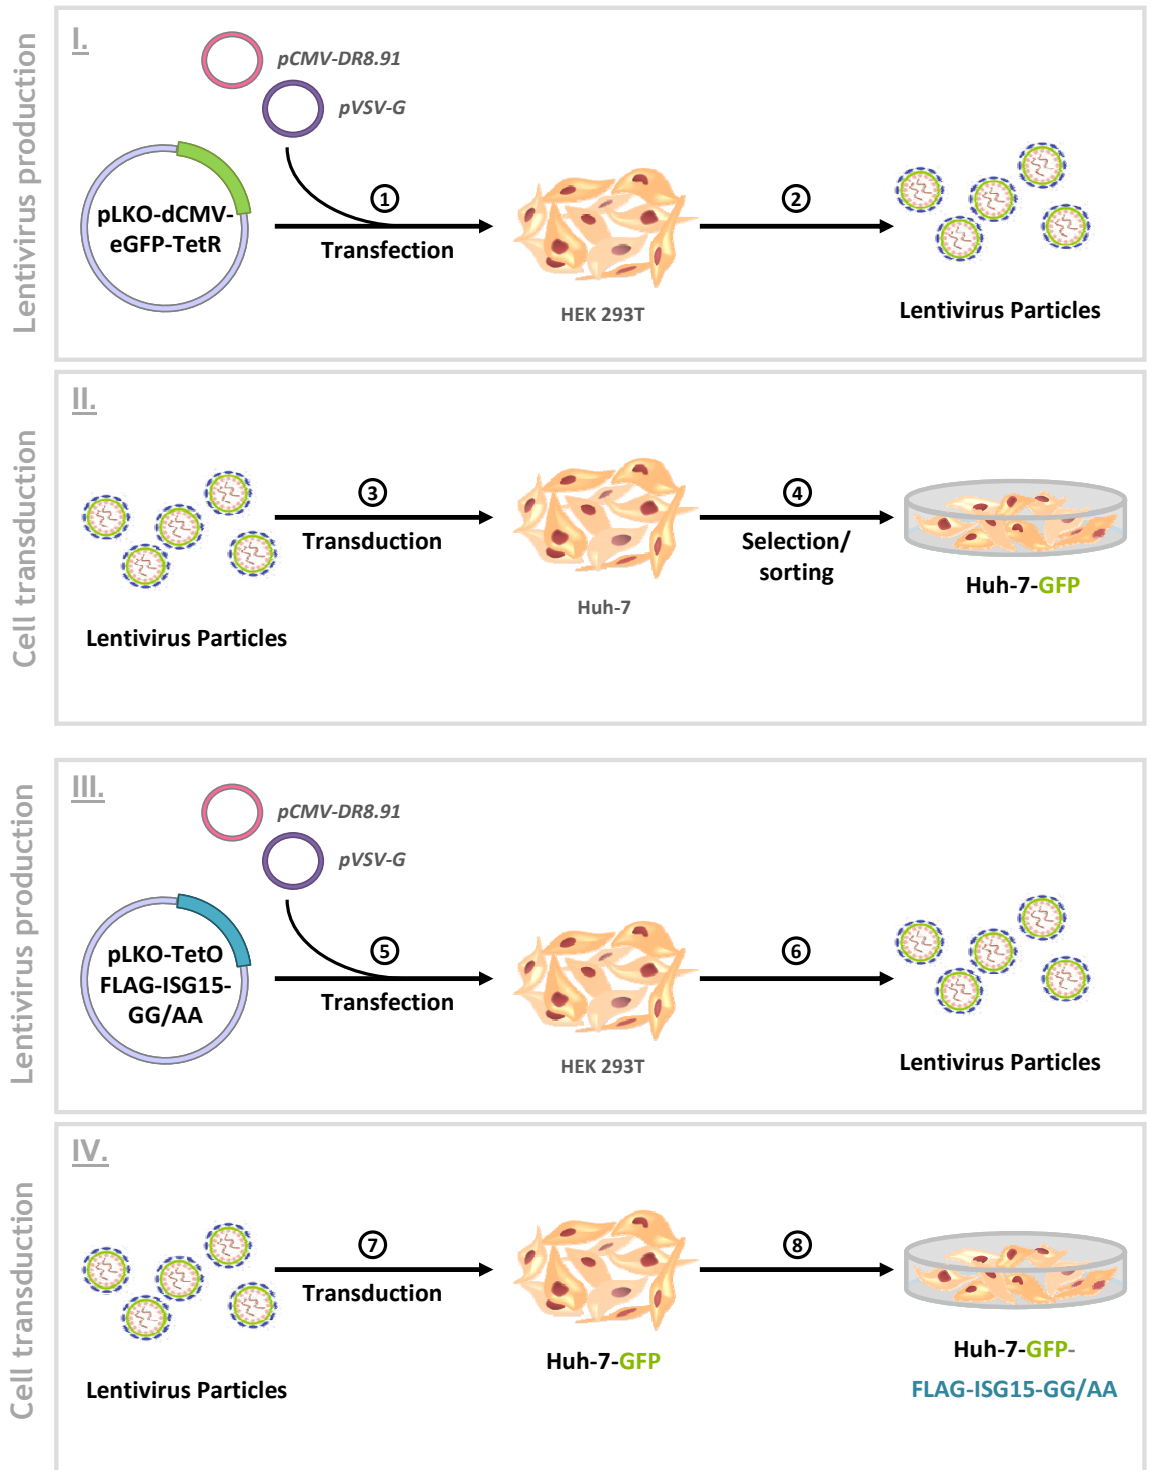 Lentivirus production
I.
pCMV-DR8.91
pVSV-G
pLKO-dCMV-
eGFP-TetR
1
Transfection
HEK 293T
2
Lentivirus Particles
Cell transduction
II.
Lentivirus Particles
3
Transduction
Huh-7
4
Selection/
sorting
Huh-7-GFP
Lentivirus production
III.
pCMV-DR8.91
pVSV-G
pLKO-TetO
FLAG-ISG15-
GG/AA
5
Transfection
HEK 293T
6
Lentivirus Particles
Cell transduction
IV.
Lentivirus Particles
7
Transduction
Huh-7-GFP
8
Huh-7-GFP-
FLAG-ISG15-GG/AA